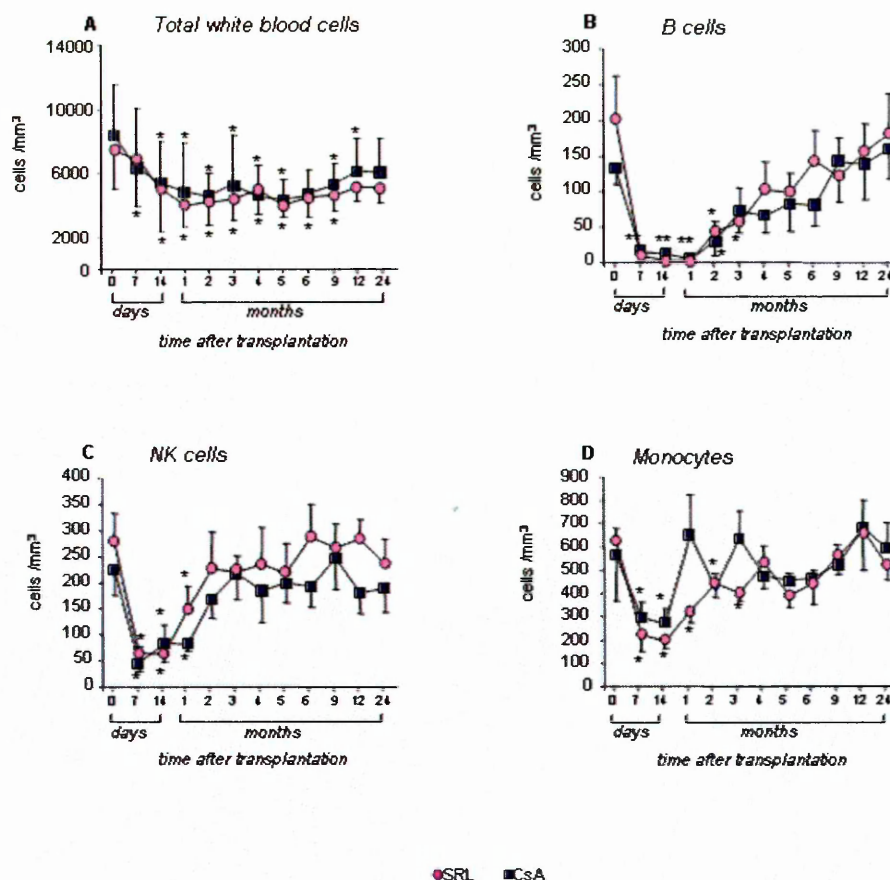 A Total white blood cells
14000
10000
6000
2000
0
cells /mm³
0 7 14 1 2 3 4 5 6 9 12 24
days months
time after transplantation
B B cells
300
250
200
150
100
50
0
cells /mm³
0 7 14 1 2 3 4 5 6 9 12 24
days months
time after transplantation
C NK cells
400
350
300
250
200
150
100
50
0
cells /mm³
0 7 14 1 2 3 4 5 6 9 12 24
days months
time after transplantation
D Monocytes
900
800
700
600
500
400
300
200
100
0
cells /mm³
0 7 14 1 2 3 4 5 6 9 12 24
days months
time after transplantation
SRL CsA